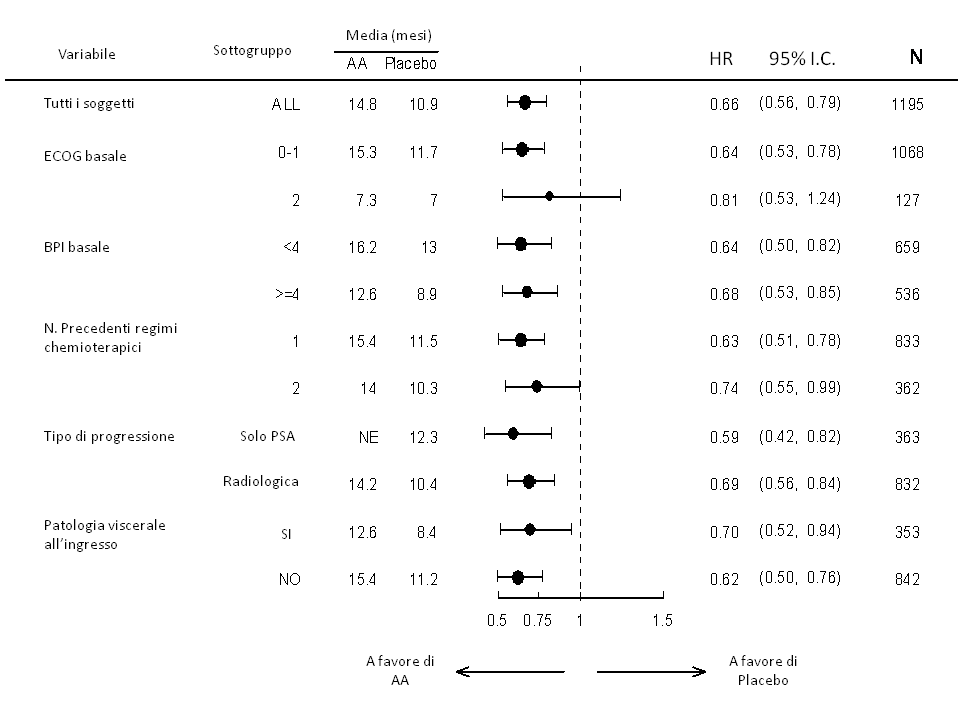 Media (mesi)
Variabile Sottogruppo AA Placebo HR 95% I.C. N
Tutti i soggetti ALL 14.8 10.9 0.66 (0.56, 0.79) 1195
ECOG basale 0-1 15.3 11.7 0.64 (0.53, 0.78) 1068
2 7.3 7 0.81 (0.53, 1.24) 127
BPI basale <4 16.2 13 0.64 (0.50, 0.82) 659
>=4 12.6 8.9 0.68 (0.53, 0.85) 536
N. Precedenti regimi
chemioterapici 1 15.4 11.5 0.63 (0.51, 0.78) 833
2 14 10.3 0.74 (0.55, 0.99) 362
Tipo di progressione Solo PSA NE 12.3 0.59 (0.42, 0.82) 363
Radiologica 14.2 10.4 0.69 (0.56, 0.84) 832
Patologia viscerale
all'ingresso SI 12.6 8.4 0.70 (0.52, 0.94) 353
NO 15.4 11.2 0.62 (0.50, 0.76) 842
0.5 0.75 1 1.5
A favore di
AA
A favore di
Placebo